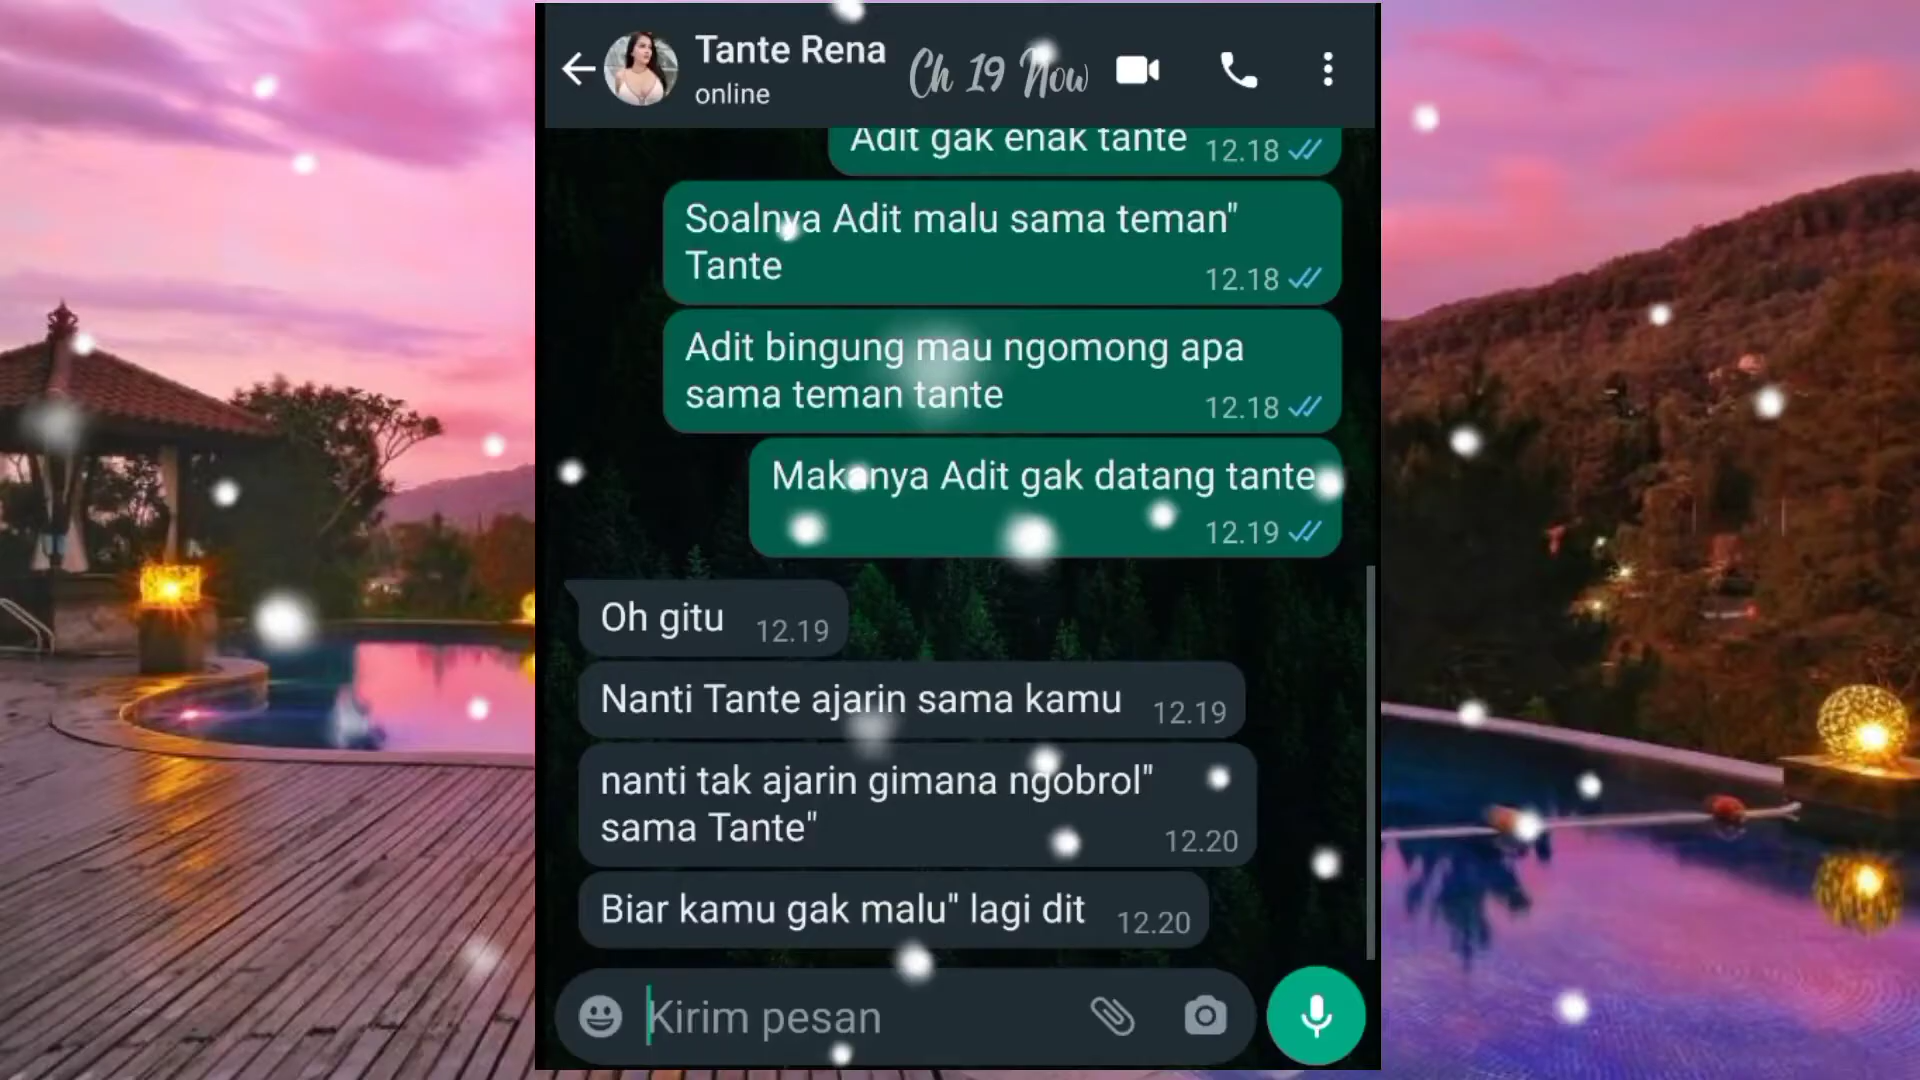 Tante Rena
online
Ch 19 Now
Adit gak enak tante 12.18
Soalnya Adit malu sama teman"
Tante
12.18
Adit bingung mau ngomong apa
sama teman tante
12.18
Makanya Adit gak datang tante
12.19
Oh gitu 12.19
Nanti Tante ajarin sama kamu 12.19
nanti tak ajarin gimana ngobrol"
sama Tante"
12.20
Biar kamu gak malu" lagi dit 12.20
Kirim pesan